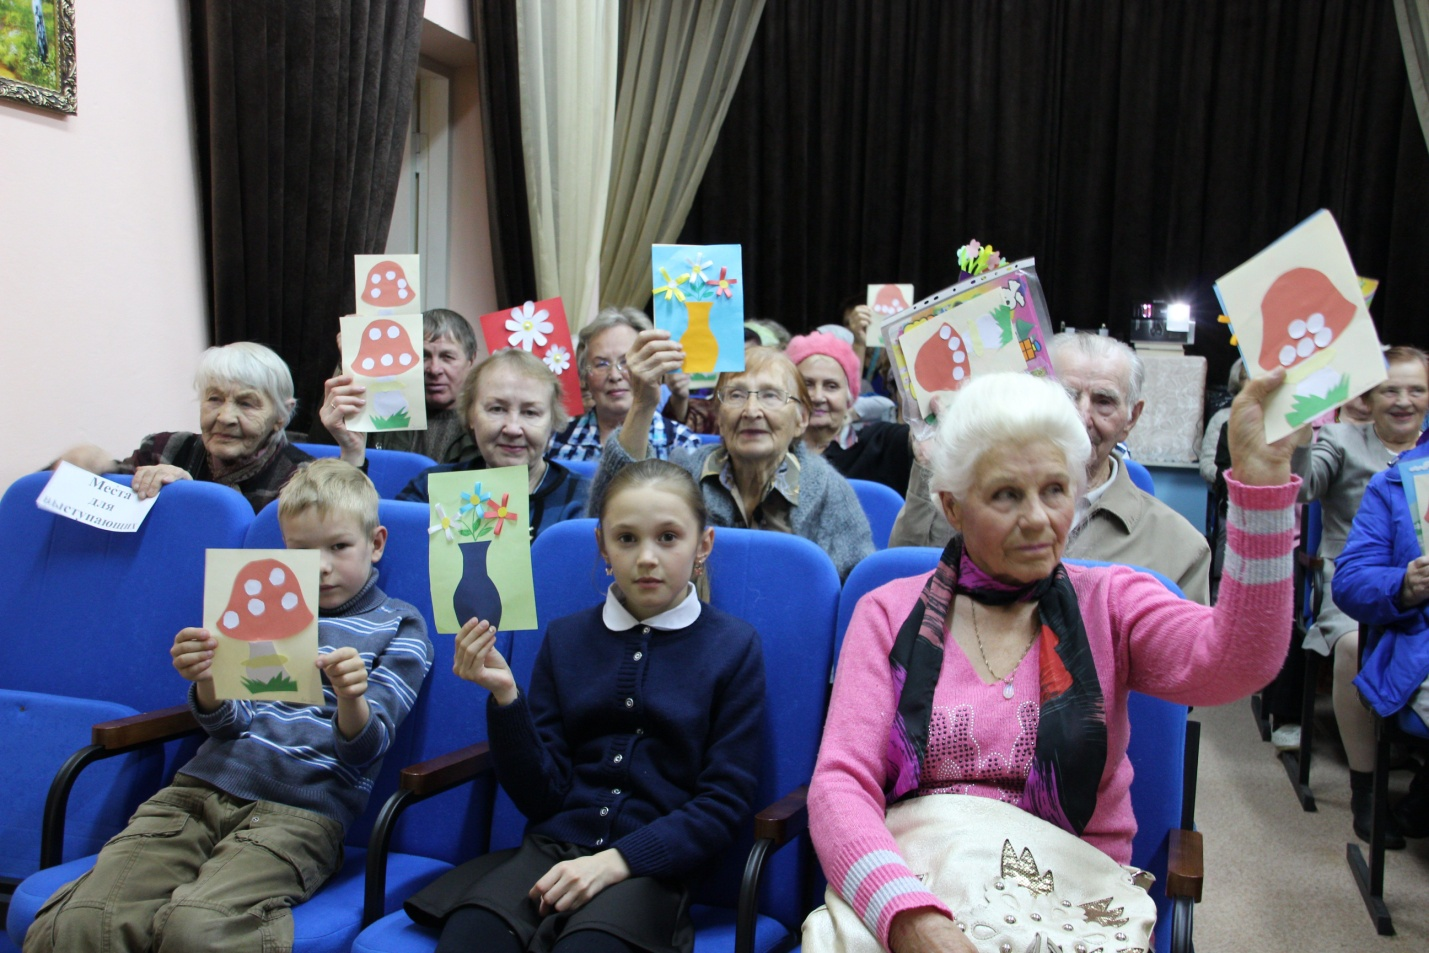 Места
для
выступающих